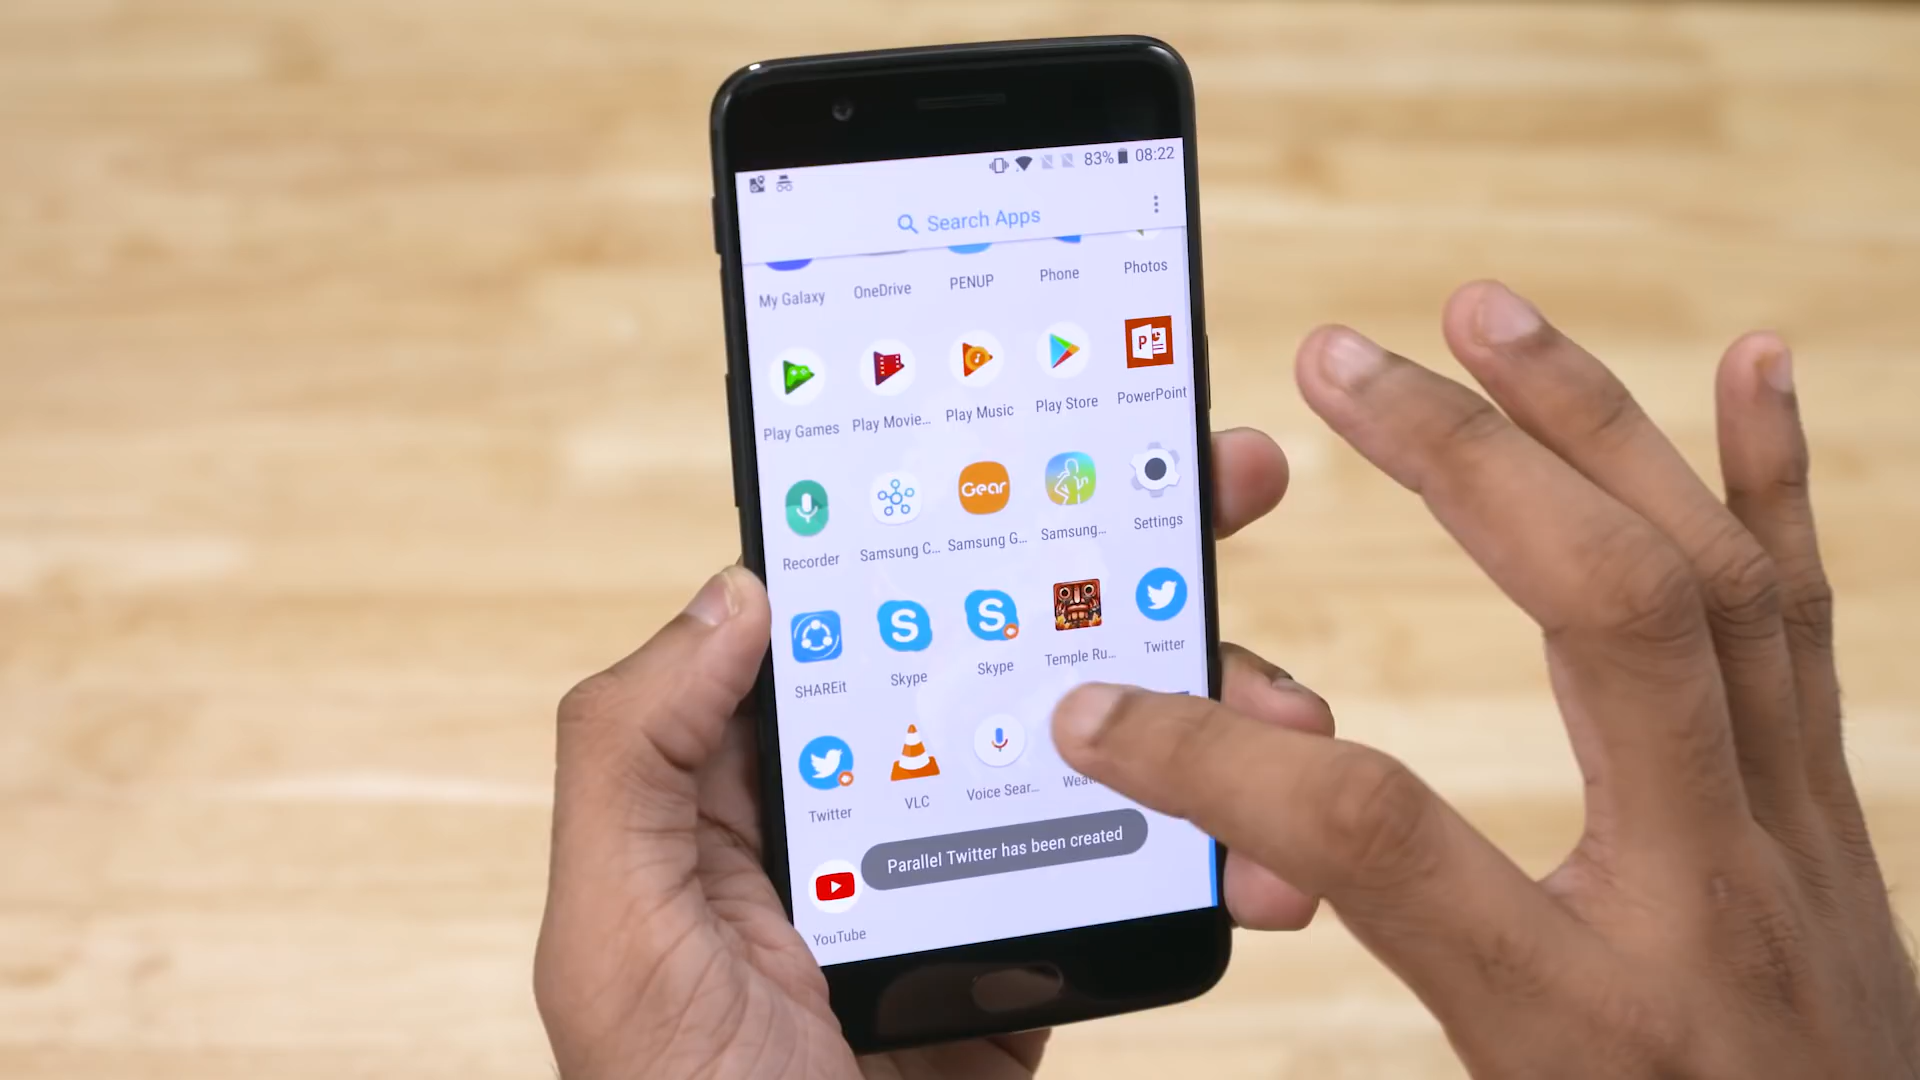 83% 08:22
Search Apps
My Galaxy OneDrive PENUP Phone Photos
P
Play Games Play Movie... Play Music Play Store PowerPoint
Gear
Recorder Samsung C... Samsung G... Samsung... Settings
S S
SHAREit Skype Skype Temple Ru... Twitter
Twitter VLC Voice Sear...
Parallel Twitter has been created
YouTube